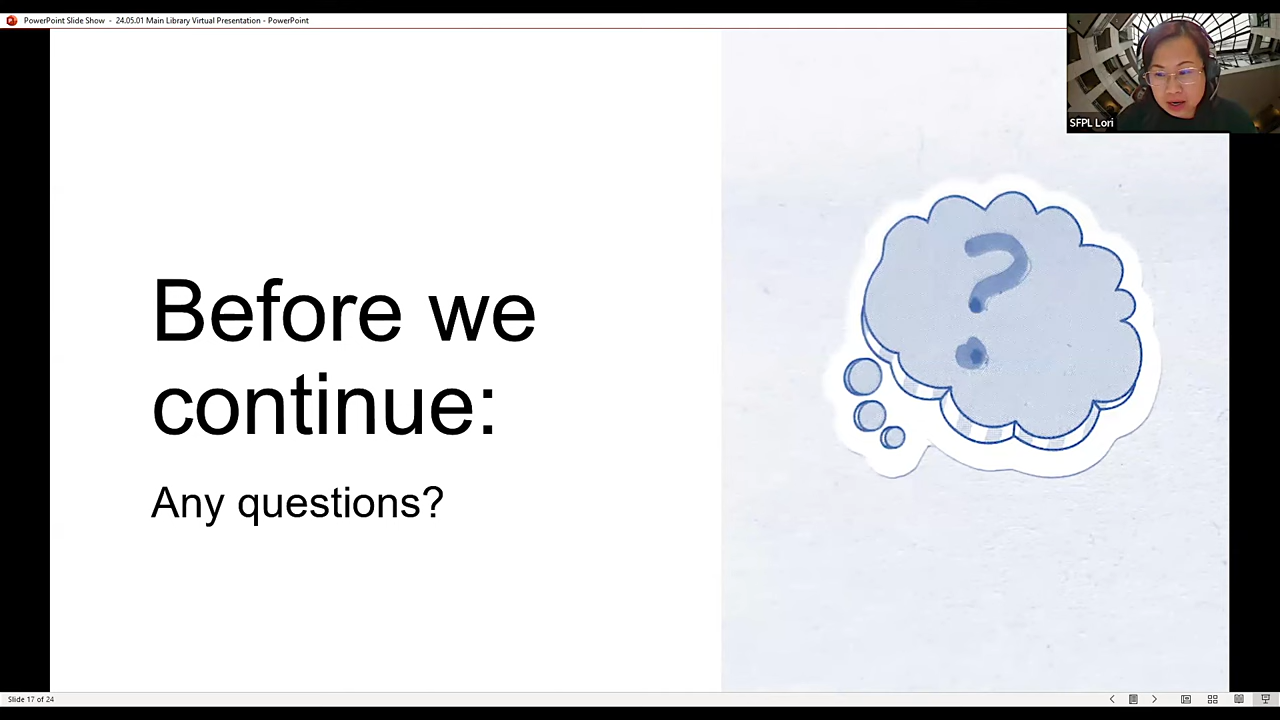 PowerPoint Slide Show - 24.05.01 Main Library Virtual Presentation - PowerPoint
SFPL Lori
Before we
continue:
Any questions?
?
Slide 17 of 24